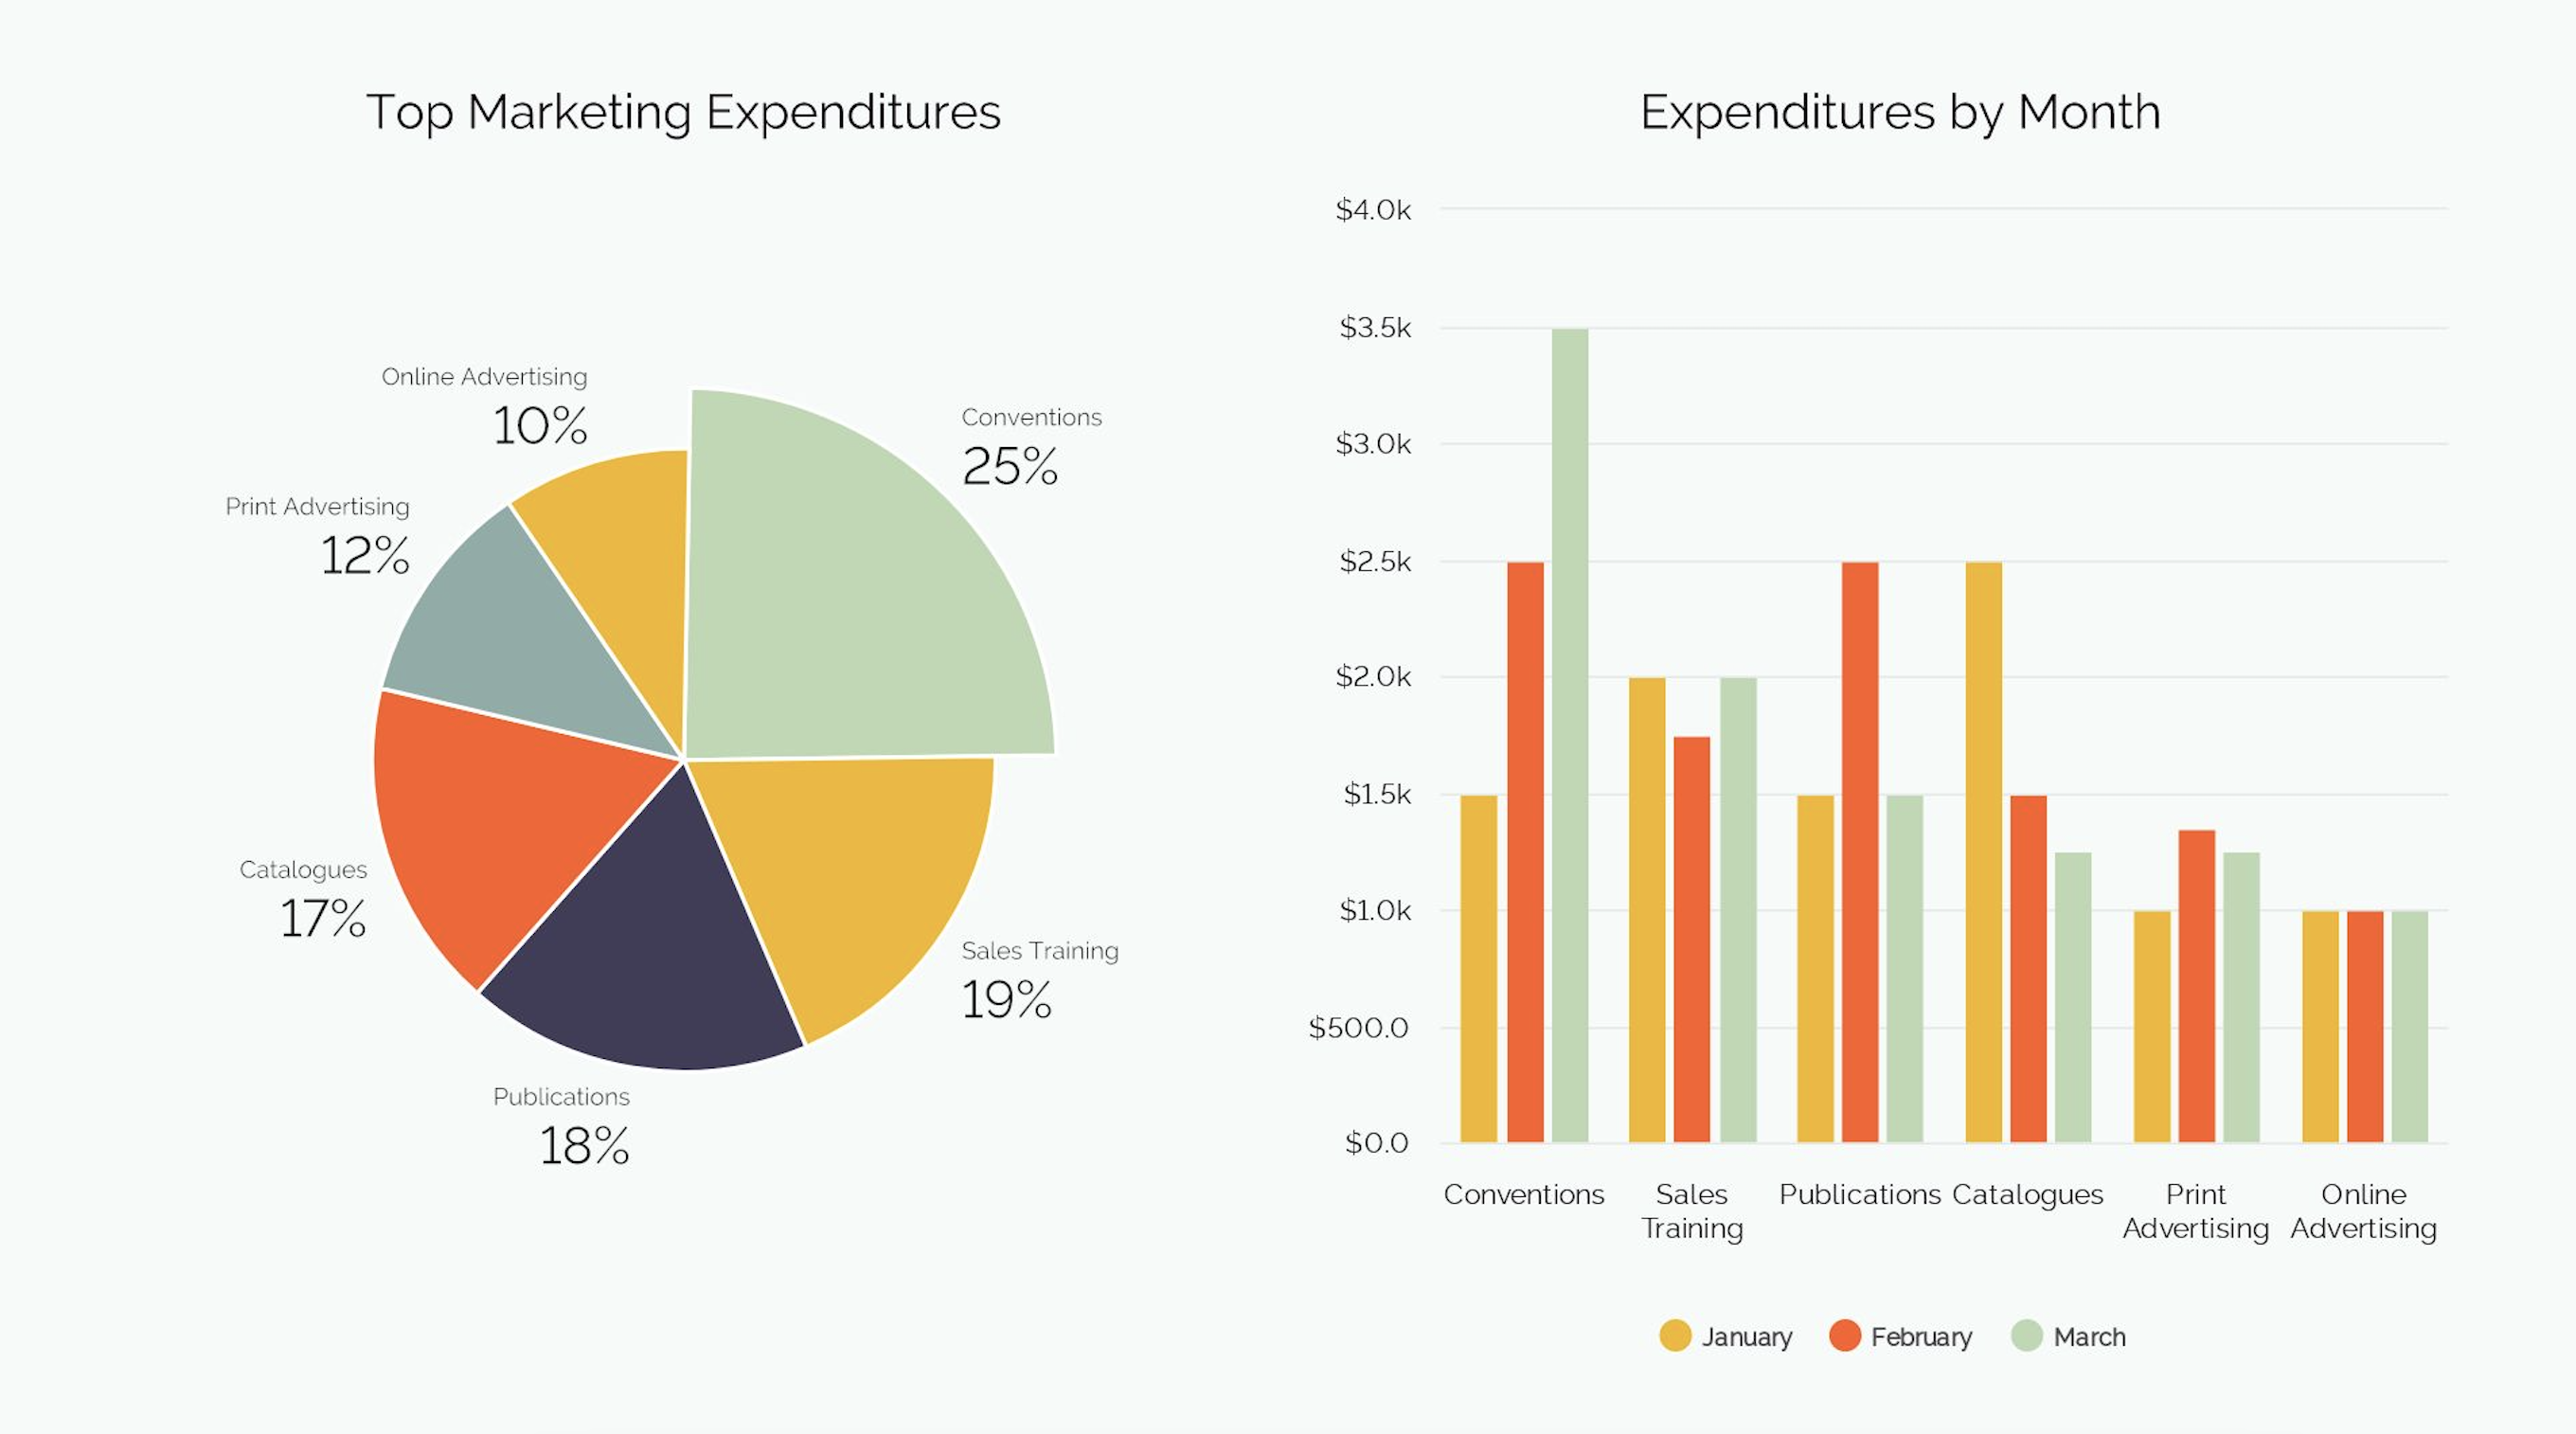 Top Marketing Expenditures
Online Advertising
10%
Conventions
25%
Print Advertising
12%
Catalogues
17%
Sales Training
19%
Publications
18%
Expenditures by Month
$4.0k
$3.5k
$3.0k
$2.5k
$2.0k
$1.5k
$1.0k
$500.0
$0.0
Conventions
Sales
Training
Publications
Catalogues
Print
Advertising
Online
Advertising
January
February
March